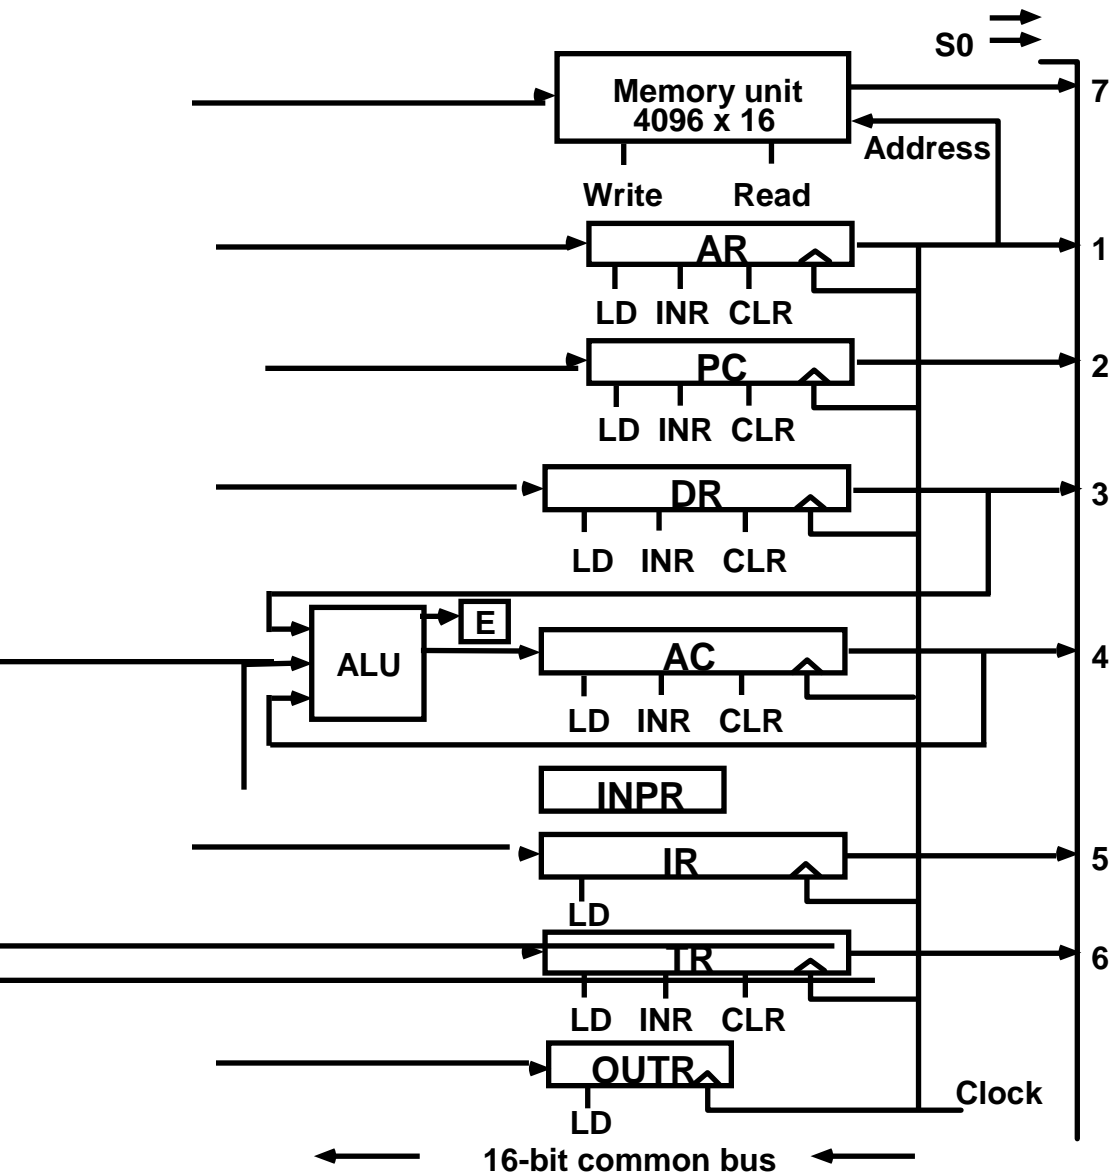 S0
Memory unit 7
4096 x 16
Address
Write Read
AR 1
LD INR CLR
PC 2
LD INR CLR
DR 3
LD INR CLR
E
ALU AC 4
LD INR CLR
INPR
IR 5
LD
TR 6
LD INR CLR
OUTR
Clock
LD
16-bit common bus